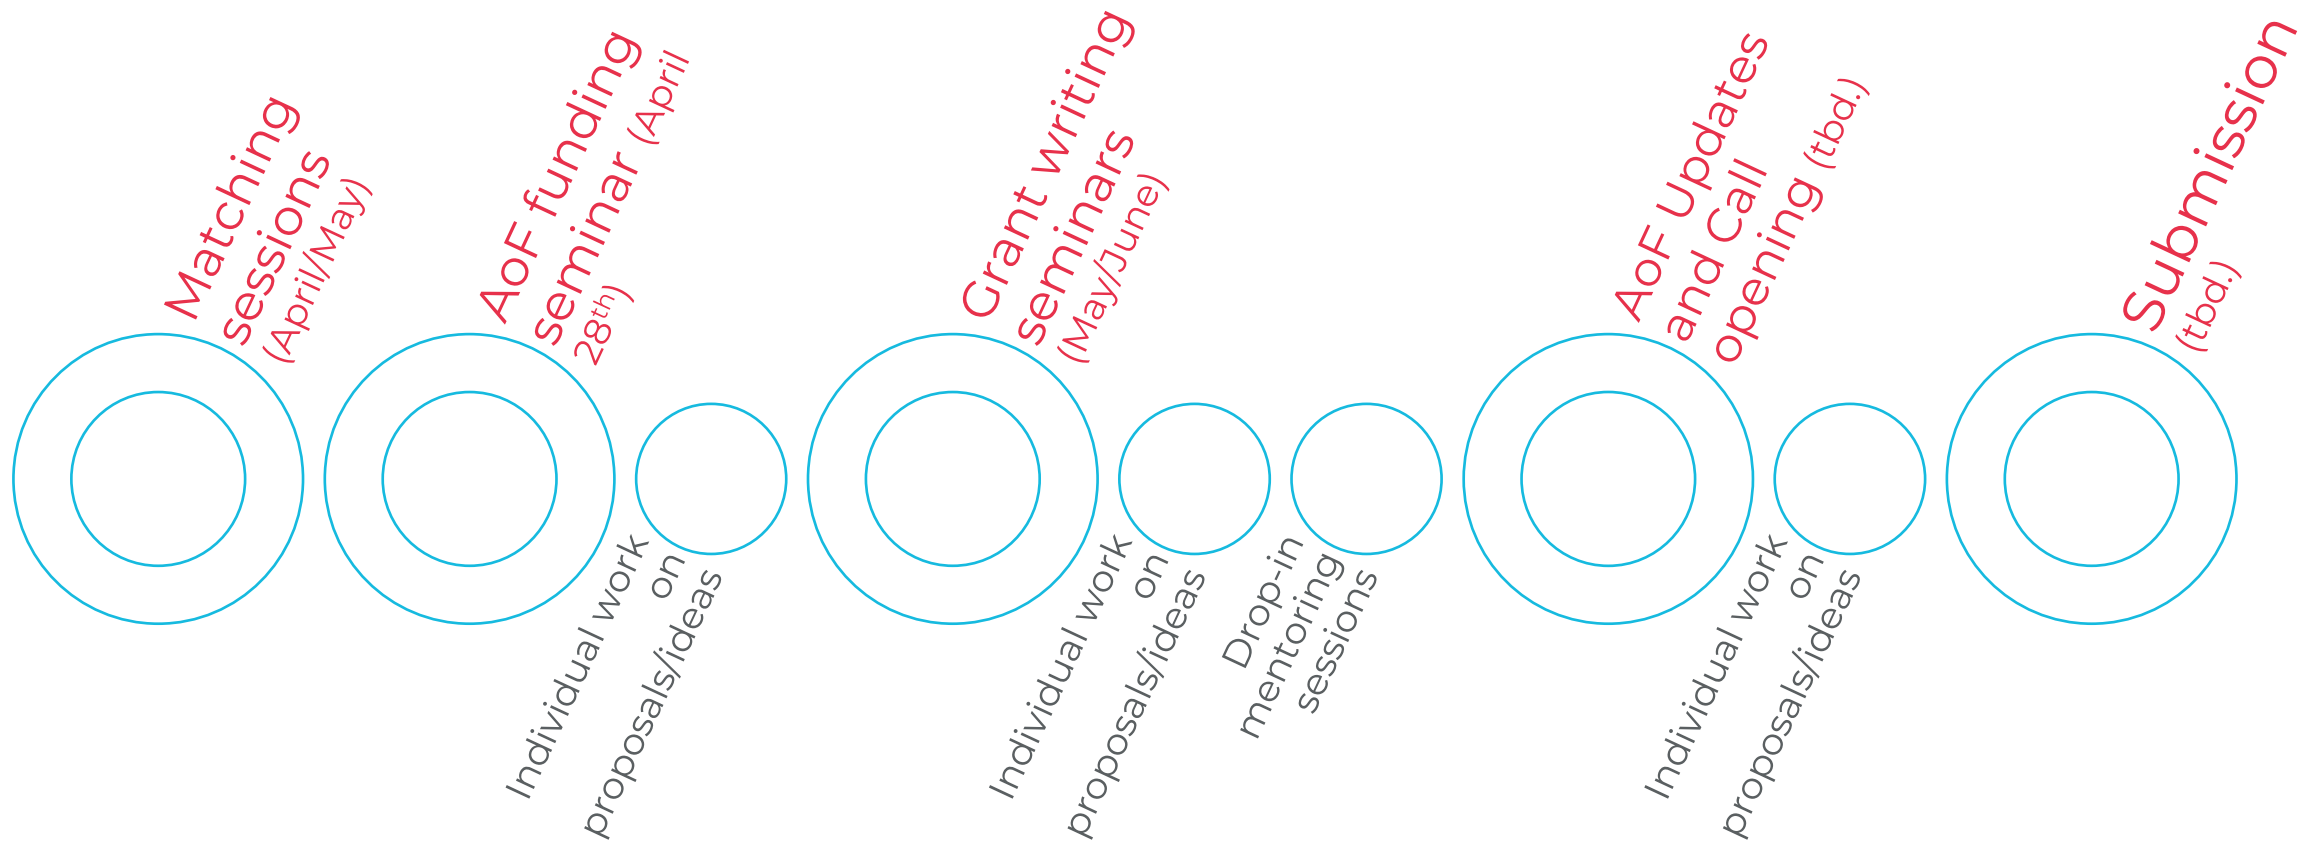 Matching
sessions
(April/May)
AoF funding
seminar (April
28th)
Individual work
on
proposals/ideas
Grant writing
seminars
(May/June)
Individual work
on
proposals/ideas
Drop-in
mentoring
sessions
AoF Updates
and Call
opening (tbd.)
Individual work
on
proposals/ideas
Submission
(tbd.)